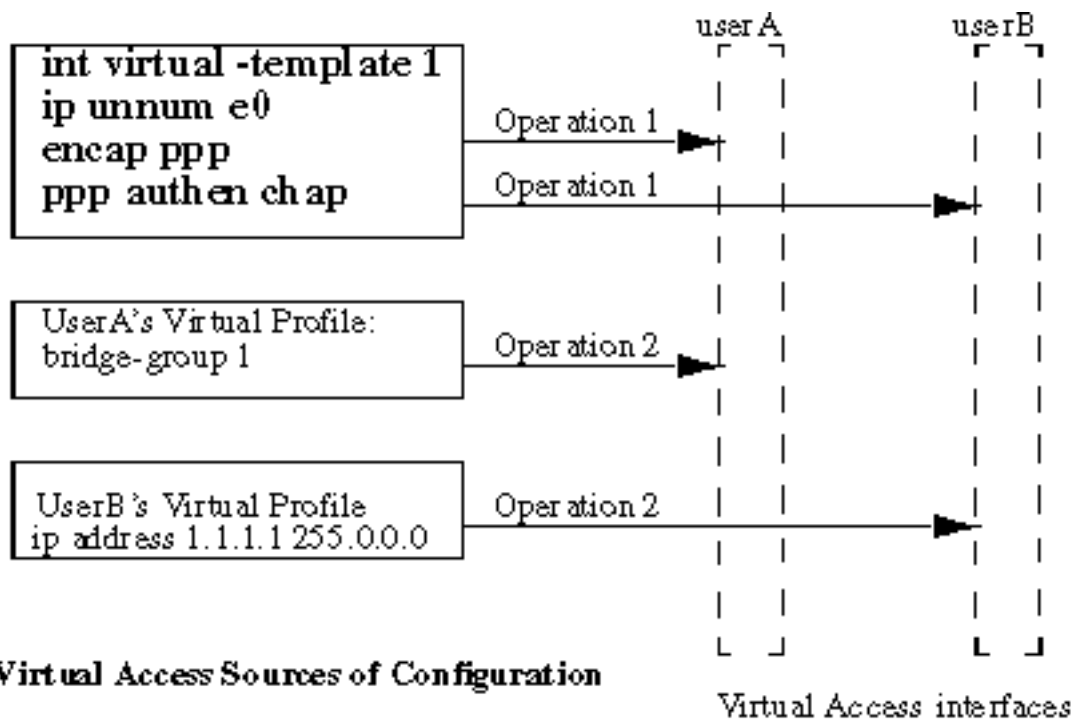 userA
userB
int virtual -template 1
ip unnum e0
encap ppp
ppp authen chap
Operation 1
Operation 1
UserA's Virtual Profile:
bridge-group 1
Operation 2
UserB's Virtual Profile
ip address 1.1.1.1 255.0.0.0
Operation 2
Virtual Access Sources of Configuration
Virtual Access interfaces